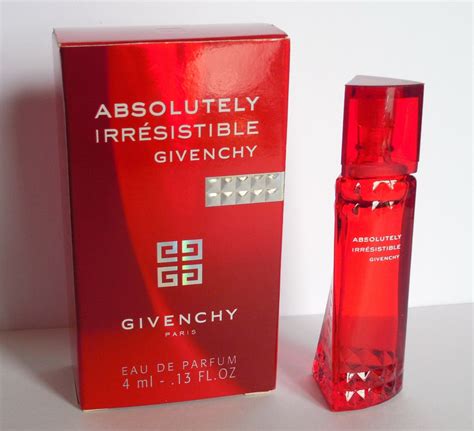 ABSOLUTELY
IRRÉSISTIBLE
GIVENCHY
GIVENCHY
PARIS
EAU DE PARFUM
4 ml - .13 FL.OZ
ABSOLUTELY
IRRÉSISTIBLE
GIVENCHY